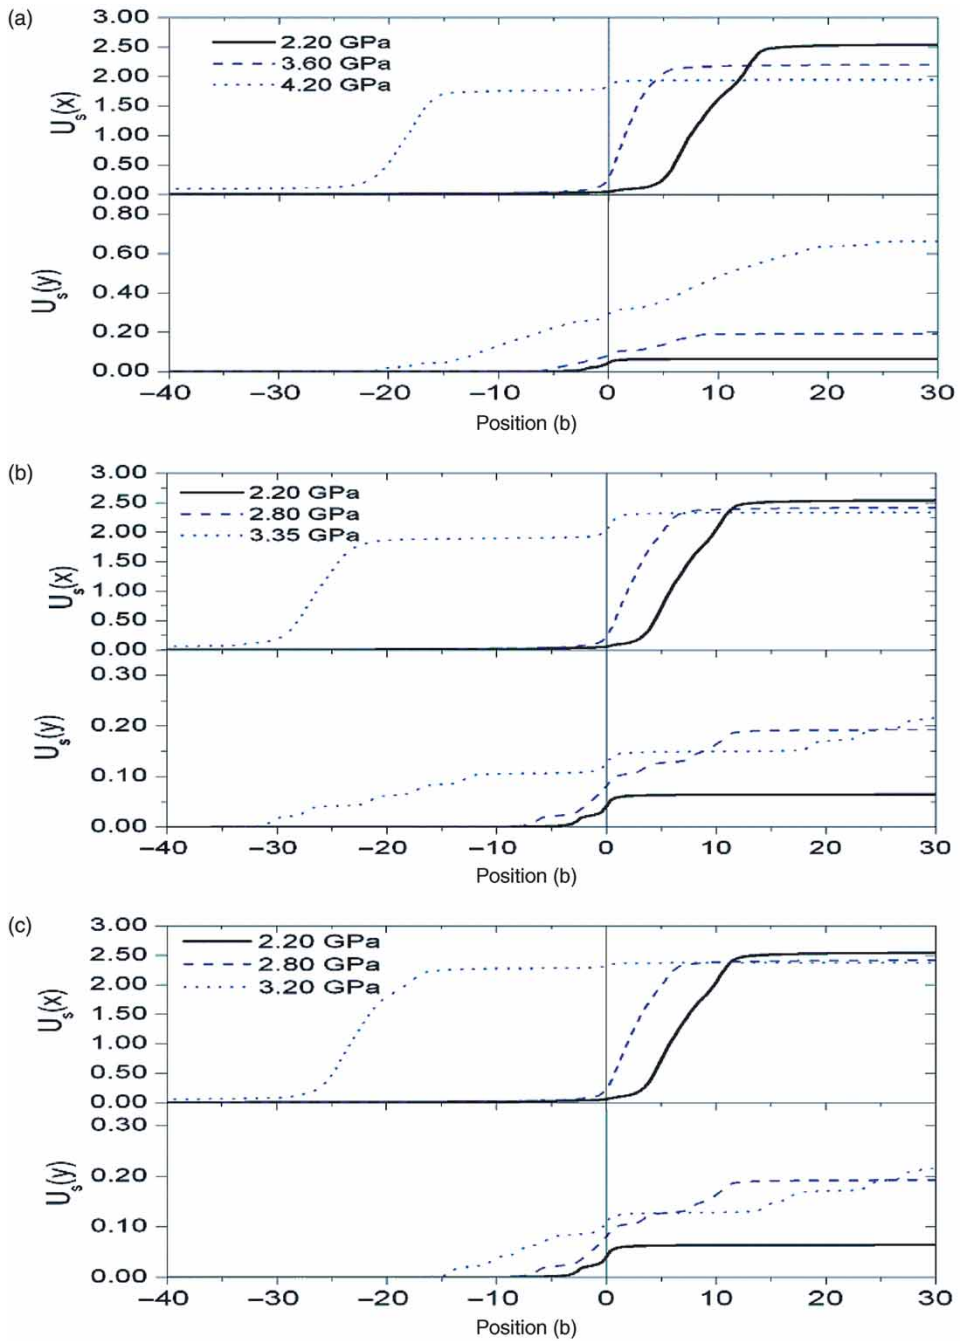 (a)
3.00
2.50
2.00
1.50
1.00
0.50
0.00
Us(x)
2.20 GPa
3.60 GPa
4.20 GPa
0.80
0.60
0.40
0.20
0.00
Us(y)
−40 −30 −20 −10 0 10 20 30
Position (b)
(b)
3.00
2.50
2.00
1.50
1.00
0.50
0.00
Us(x)
2.20 GPa
2.80 GPa
3.35 GPa
0.30
0.20
0.10
0.00
Us(y)
−40 −30 −20 −10 0 10 20 30
Position (b)
(c)
3.00
2.50
2.00
1.50
1.00
0.50
0.00
Us(x)
2.20 GPa
2.80 GPa
3.20 GPa
0.30
0.20
0.10
0.00
Us(y)
−40 −30 −20 −10 0 10 20 30
Position (b)